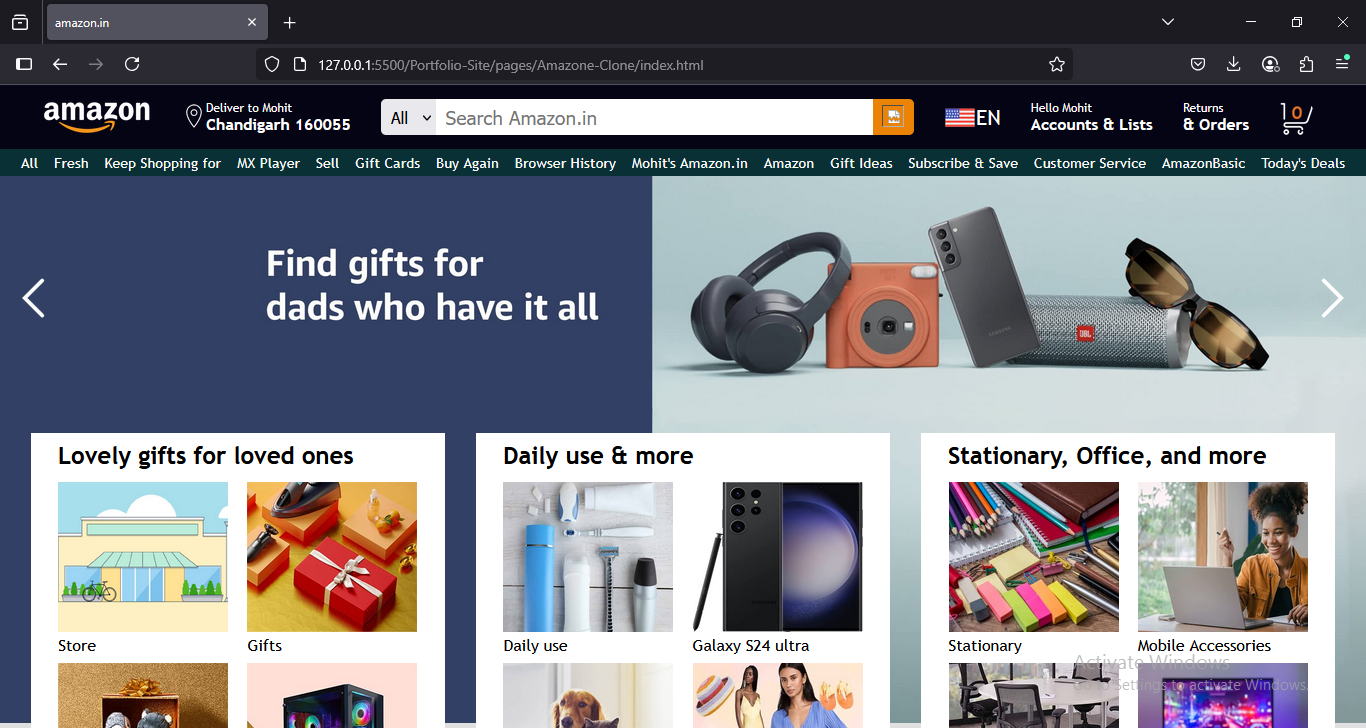 amazon.in
127.0.0.1:5500/Portfolio-Site/pages/Amazone-Clone/index.html
amazon
Deliver to Mohit
Chandigarh 160055
All
Search Amazon.in
EN
Hello Mohit
Accounts & Lists
Returns
& Orders
0
All Fresh Keep Shopping for MX Player Sell Gift Cards Buy Again Browser History Mohit's Amazon.in Amazon Gift Ideas Subscribe & Save Customer Service AmazonBasic Today's Deals
Find gifts for
dads who have it all
SAMSUNG
JBL
Lovely gifts for loved ones
Daily use & more
Stationary, Office, and more
Store
Gifts
Daily use
Galaxy S24 ultra
Stationary
Mobile Accessories
Activate Windows
Go to Settings to activate Windows.